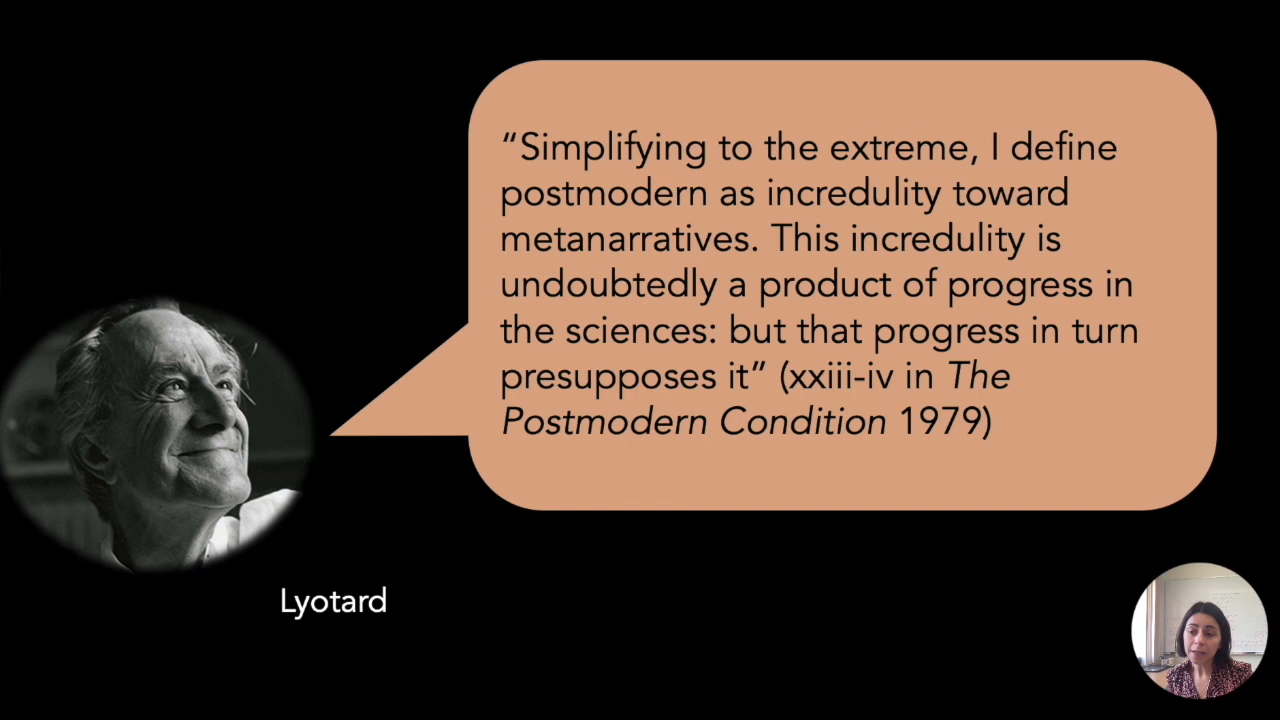 “Simplifying to the extreme, I define
postmodern as incredulity toward
metanarratives. This incredulity is
undoubtedly a product of progress in
the sciences: but that progress in turn
presupposes it” (xxiii-iv in The
Postmodern Condition 1979)
Lyotard